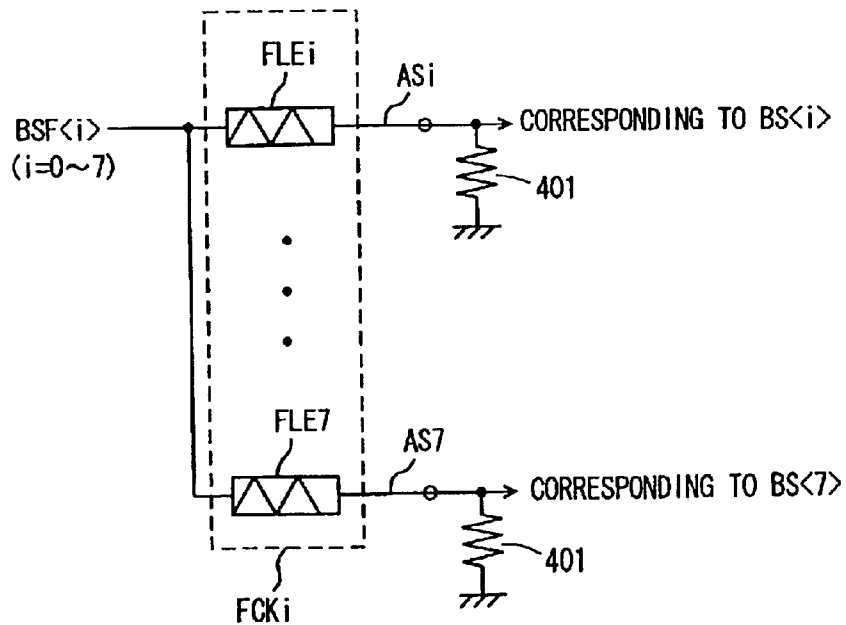 FLEi
ASi
BSF<i>
(i=0~7)
CORRESPONDING TO BS<i>
401
FLE7
AS7
CORRESPONDING TO BS<7>
401
FCKi